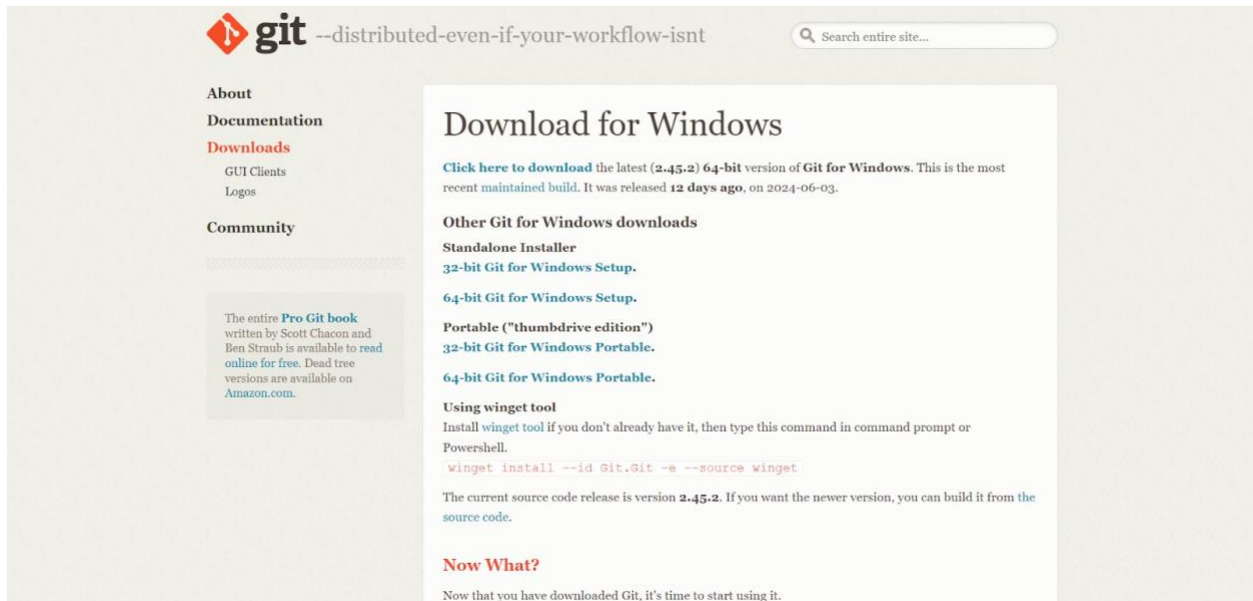 git --distributed-even-if-your-workflow-isnt
Search entire site...
About
Documentation
Downloads
GUI Clients
Logos
Community
The entire Pro Git book
written by Scott Chacon and
Ben Straub is available to read
online for free. Dead tree
versions are available on
Amazon.com.
Download for Windows
Click here to download the latest (2.45.2) 64-bit version of Git for Windows. This is the most
recent maintained build. It was released 12 days ago, on 2024-06-03.
Other Git for Windows downloads
Standalone Installer
32-bit Git for Windows Setup.
64-bit Git for Windows Setup.
Portable ("thumbdrive edition")
32-bit Git for Windows Portable.
64-bit Git for Windows Portable.
Using winget tool
Install winget tool if you don't already have it, then type this command in command prompt or
Powershell.
winget install --id Git.Git -e --source winget
The current source code release is version 2.45.2. If you want the newer version, you can build it from the
source code.
Now What?
Now that you have downloaded Git, it's time to start using it.